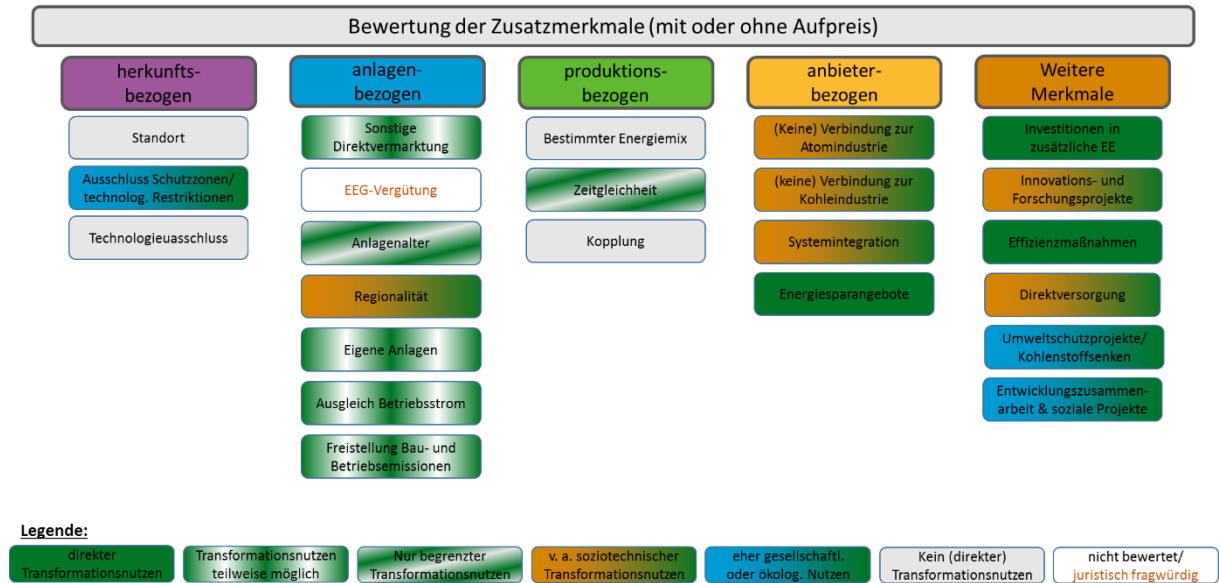 Bewertung der Zusatzmerkmale (mit oder ohne Aufpreis)
herkunfts-
bezogen
Standort
Ausschluss Schutzzonen/
technolog. Restriktionen
Technologieuasschluss
anlagen-
bezogen
Sonstige
Direktvermarktung
EEG-Vergütung
Anlagenalter
Regionalität
Eigene Anlagen
Ausgleich Betriebsstrom
Freistellung Bau- und
Betriebsemissionen
produktions-
bezogen
Bestimmter Energiemix
Zeitgleichheit
Kopplung
anbieter-
bezogen
(Keine) Verbindung zur
Atomindustrie
(keine) Verbindung zur
Kohleindustrie
Systemintegration
Energiesparangebote
Weitere
Merkmale
Investitionen in
zusätzliche EE
Innovations- und
Forschungsprojekte
Effizienzmaßnahmen
Direktversorgung
Umweltschutzprojekte/
Kohlenstoffsenken
Entwicklungszusammen-
arbeit & soziale Projekte
Legende:
direkter
Transformationsnutzen
Transformationsnutzen
teilweise möglich
Nur begrenzter
Transformationsnutzen
v. a. soziotechnischer
Transformationsnutzen
eher gesellschaftl.
oder ökolog. Nutzen
Kein (direkter)
Transformationsnutzen
nicht bewertet/
juristisch fragwürdig